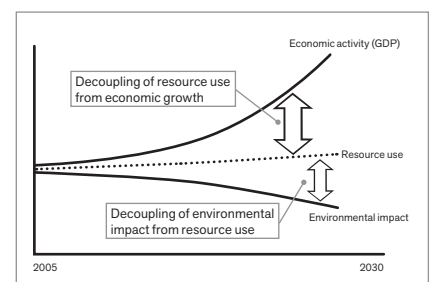 Economic activity (GDP)
Decoupling of resource use
from economic growth
Resource use
Decoupling of environmental
impact from resource use
Environmental impact
2005
2030